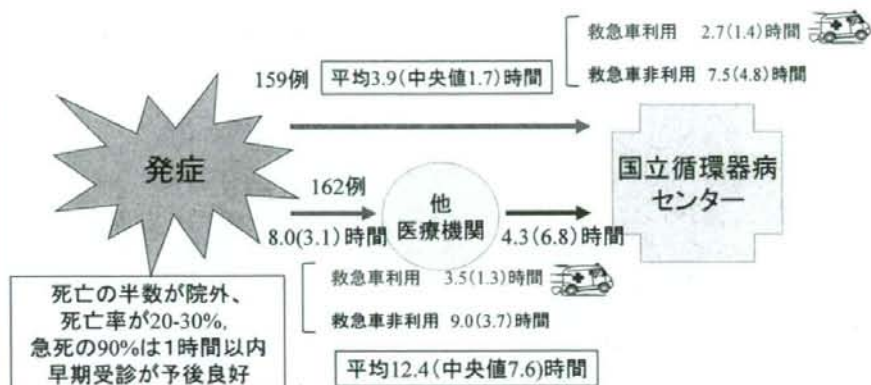 救急車利用 2.7(1.4)時間
159例
平均3.9(中央値1.7)時間
救急車非利用 7.5(4.8)時間
発症
国立循環器病
センター
162例
他
医療機関
8.0(3.1)時間
4.3(6.8)時間
救急車利用 3.5(1.3)時間
救急車非利用 9.0(3.7)時間
死亡の半数が院外、
死亡率が20-30%,
急死の90%は1時間以内
早期受診が予後良好
平均12.4(中央値7.6)時間